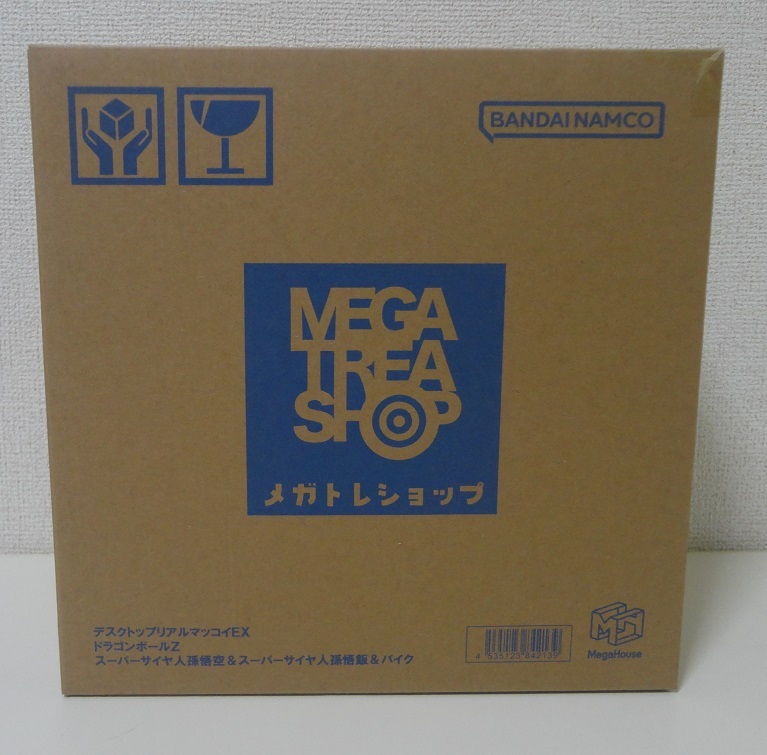 BANDAI NAMCO
MEGA
TREA
SHOP
メガトレショップ
デスクトップリアルマッコイEX
ドラゴンボールZ
スーパーサイヤ人孫悟空＆スーパーサイヤ人孫悟飯＆バイク
4 535123 842139
MegaHouse